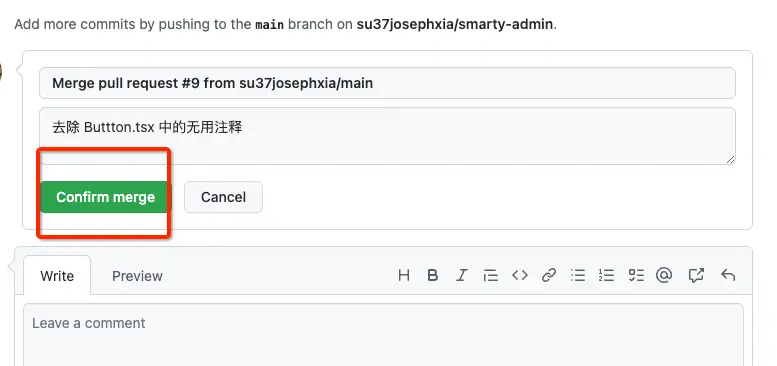 Add more commits by pushing to the main branch on su37josephxia/smarty-admin.
Merge pull request #9 from su37josephxia/main
去除 Buttton.tsx 中的无用注释
Confirm merge
Cancel
Write
Preview
Leave a comment